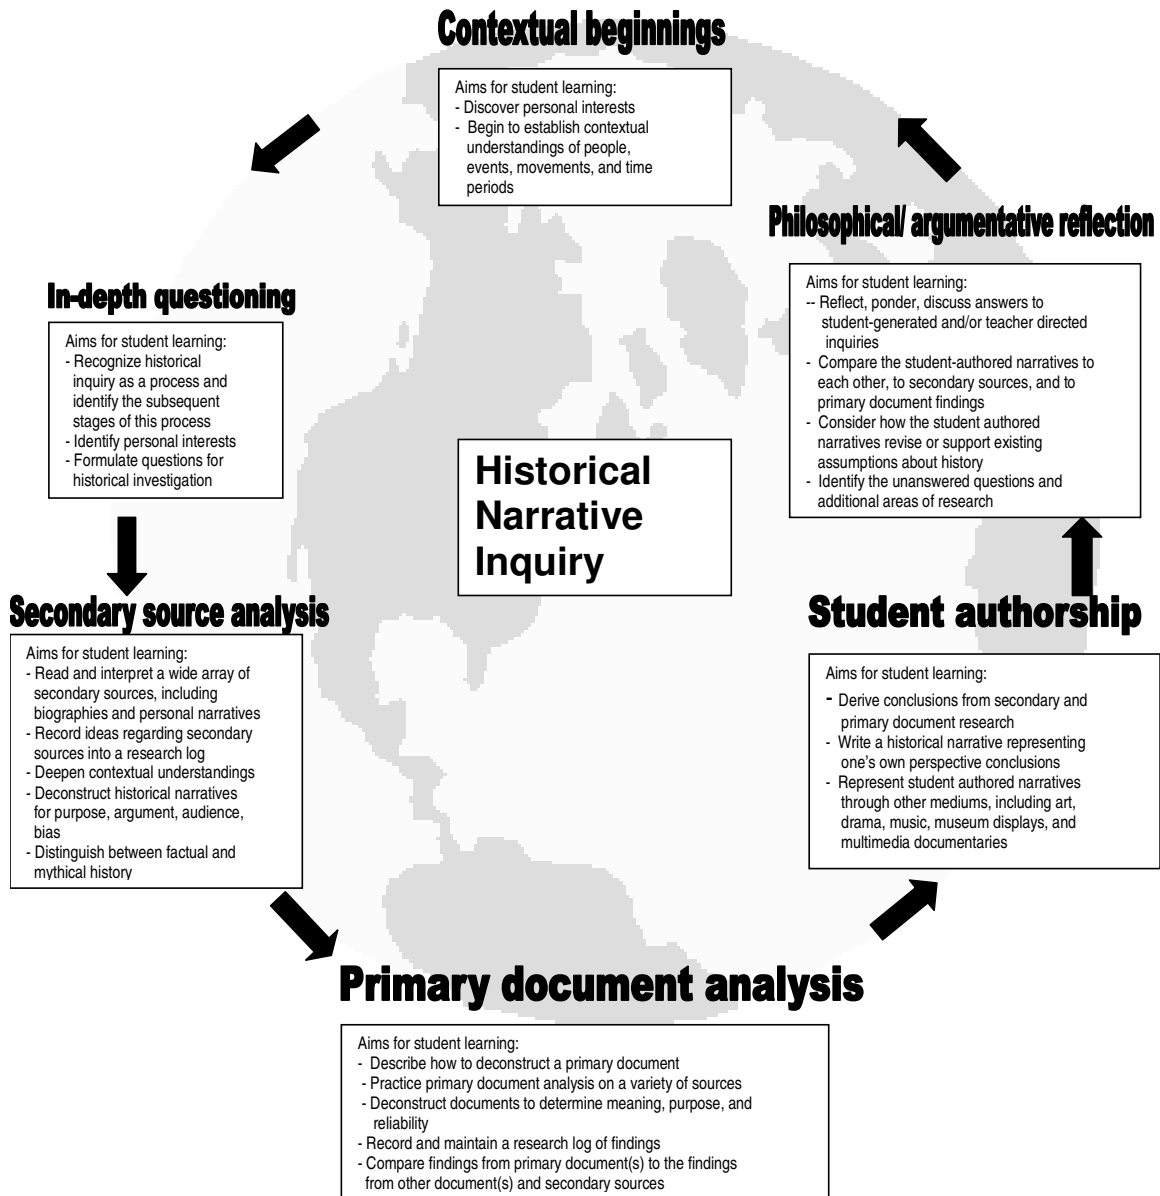 Contextual beginnings
Aims for student learning:
- Discover personal interests
- Begin to establish contextual
understandings of people,
events, movements, and time
periods
In-depth questioning
Aims for student learning:
- Recognize historical
inquiry as a process and
identify the subsequent
stages of this process
- Identify personal interests
- Formulate questions for
historical investigation
Secondary source analysis
Aims for student learning:
- Read and interpret a wide array of
secondary sources, including
biographies and personal narratives
- Record ideas regarding secondary
sources into a research log
- Deepen contextual understandings
- Deconstruct historical narratives
for purpose, argument, audience,
bias
- Distinguish between factual and
mythical history
Primary document analysis
Aims for student learning:
- Describe how to deconstruct a primary document
- Practice primary document analysis on a variety of sources
- Deconstruct documents to determine meaning, purpose, and
reliability
- Record and maintain a research log of findings
- Compare findings from primary document(s) to the findings
from other document(s) and secondary sources
Student authorship
Aims for student learning:
- Derive conclusions from secondary and
primary document research
- Write a historical narrative representing
one's own perspective conclusions
- Represent student authored narratives
through other mediums, including art,
drama, music, museum displays, and
multimedia documentaries
Philosophical/ argumentative reflection
Aims for student learning:
-- Reflect, ponder, discuss answers to
student-generated and/or teacher directed
inquiries
- Compare the student-authored narratives to
each other, to secondary sources, and to
primary document findings
- Consider how the student authored
narratives revise or support existing
assumptions about history
- Identify the unanswered questions and
additional areas of research
Historical
Narrative
Inquiry